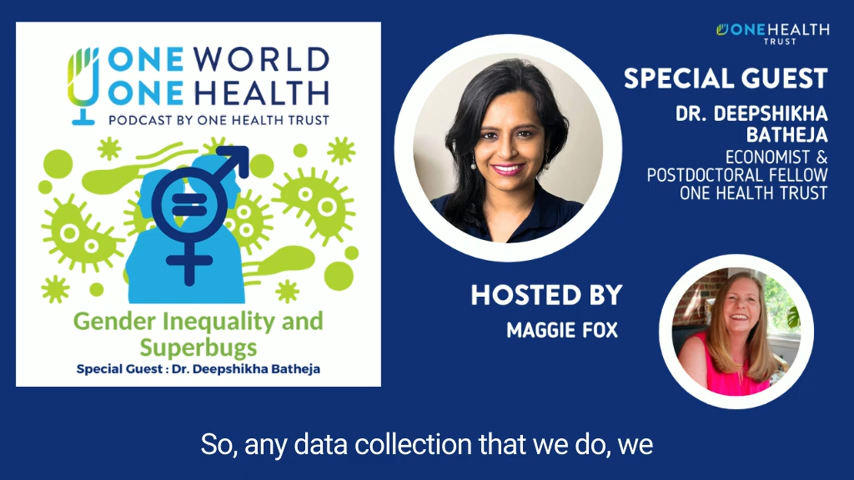 ONE WORLD
ONE HEALTH
PODCAST BY ONE HEALTH TRUST
Gender Inequality and
Superbugs
Special Guest : Dr. Deepshikha Batheja
ONEHEALTH
TRUST
SPECIAL GUEST
DR. DEEPSHIKHA
BATHEJA
ECONOMIST &
POSTDOCTORAL FELLOW
ONE HEALTH TRUST
HOSTED BY
MAGGIE FOX
So, any data collection that we do, we